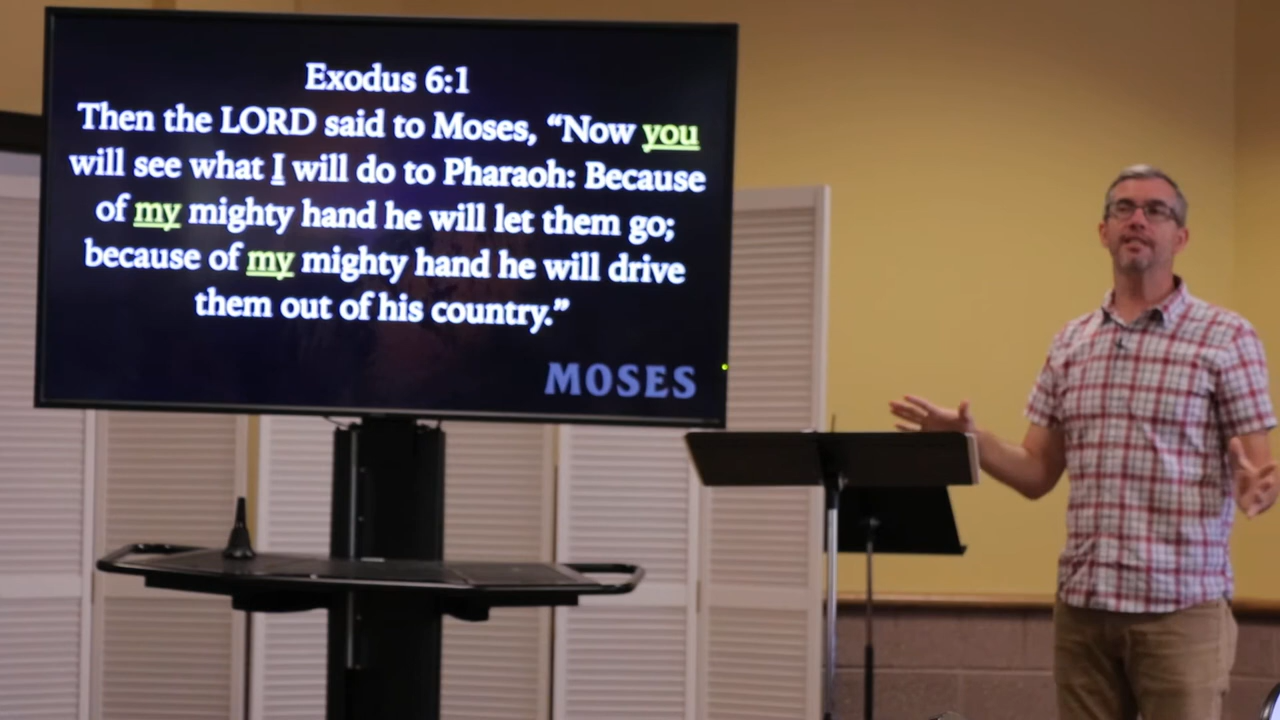 Exodus 6:1
Then the LORD said to Moses, “Now you
will see what I will do to Pharaoh: Because
of my mighty hand he will let them go;
because of my mighty hand he will drive
them out of his country.”
MOSES